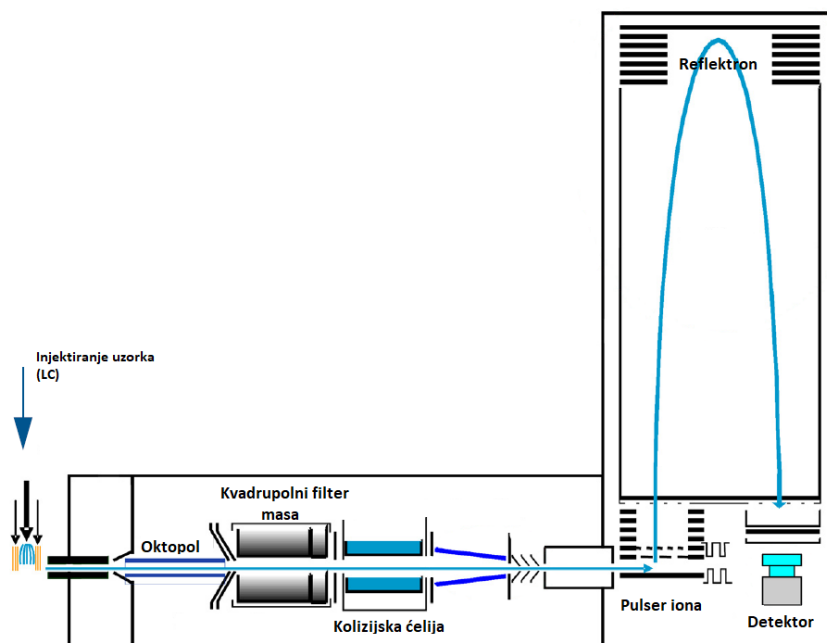 Reflektron
Injektiranje uzorka
(LC)
Kvadrupolni filter
masa
Oktopol
Kolizijska ćelija
Pulser iona
Detektor